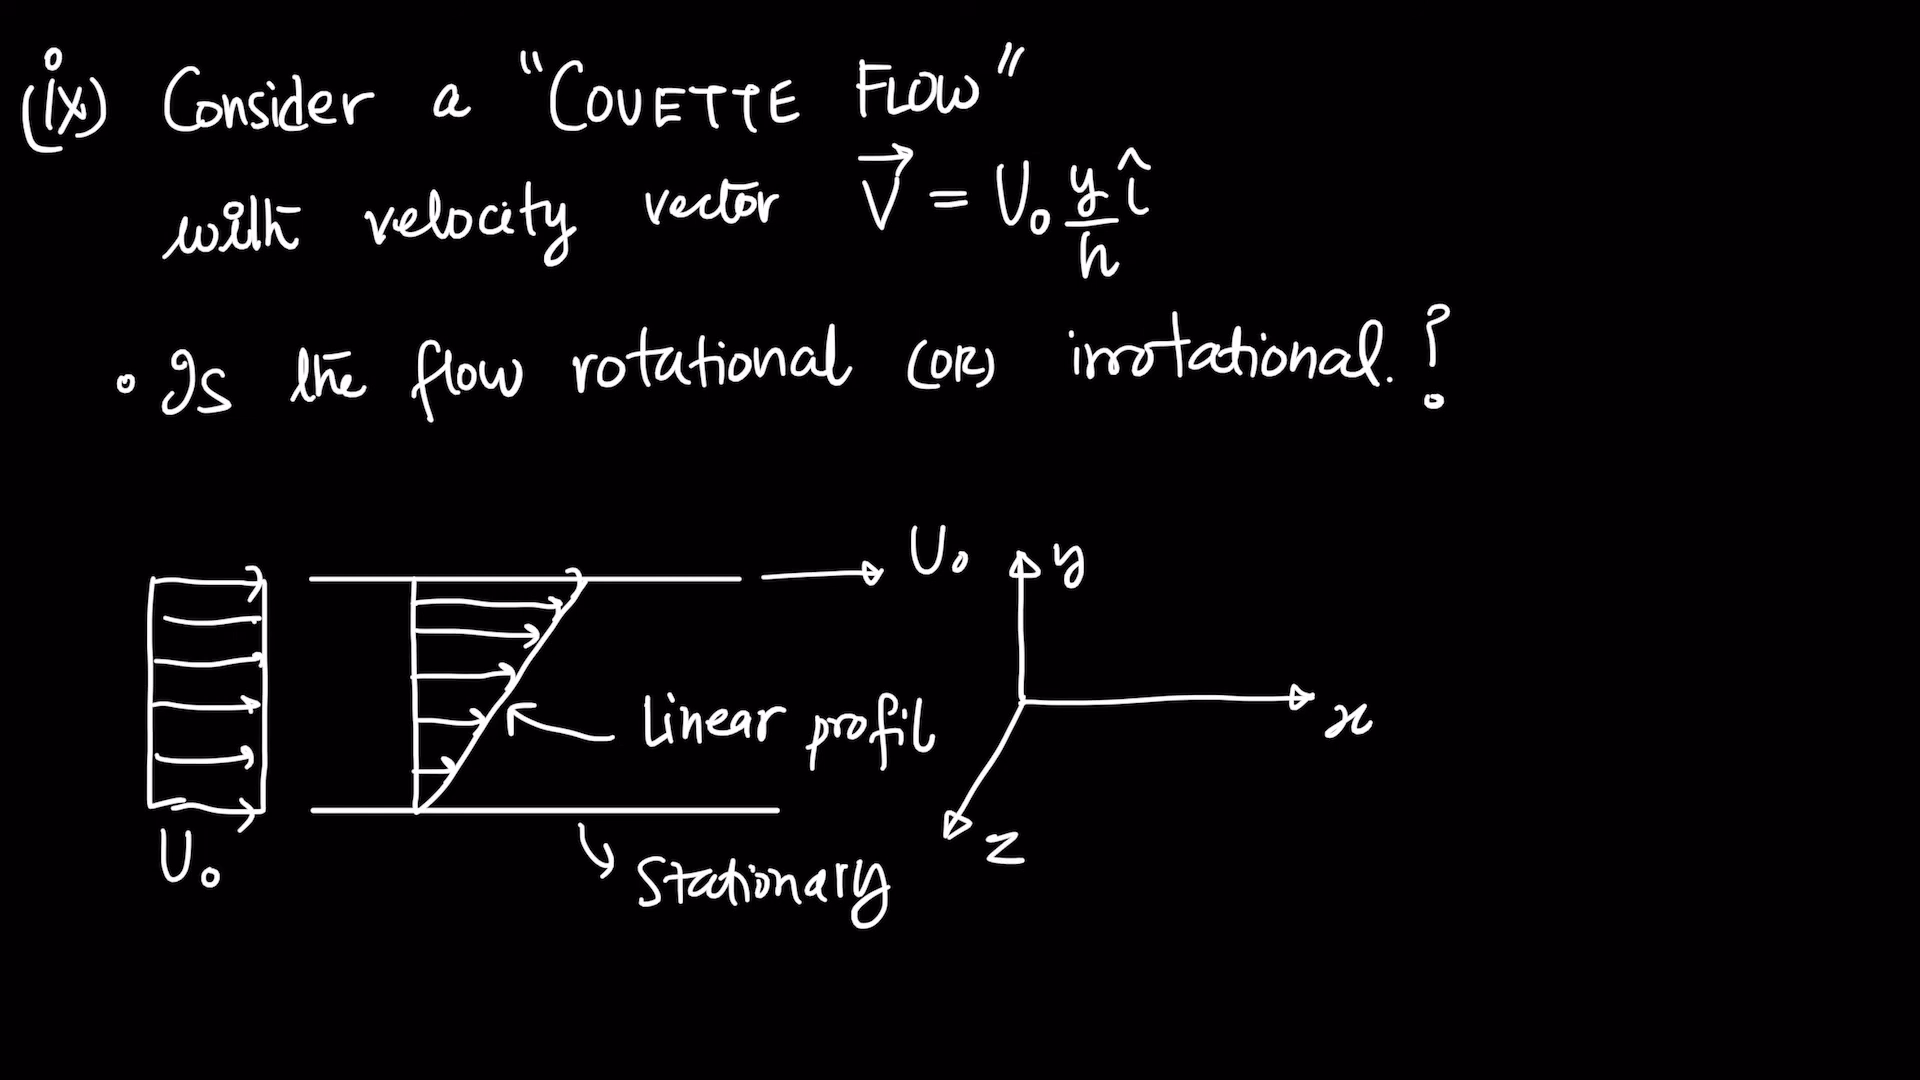 (ix) Consider a "COUETTE FLOW"
with velocity vector V⃗ = U₀ y/h î
• Is the flow rotational (OR) irrotational.?
U₀ y
Linear profil x
U₀ z
Stationary